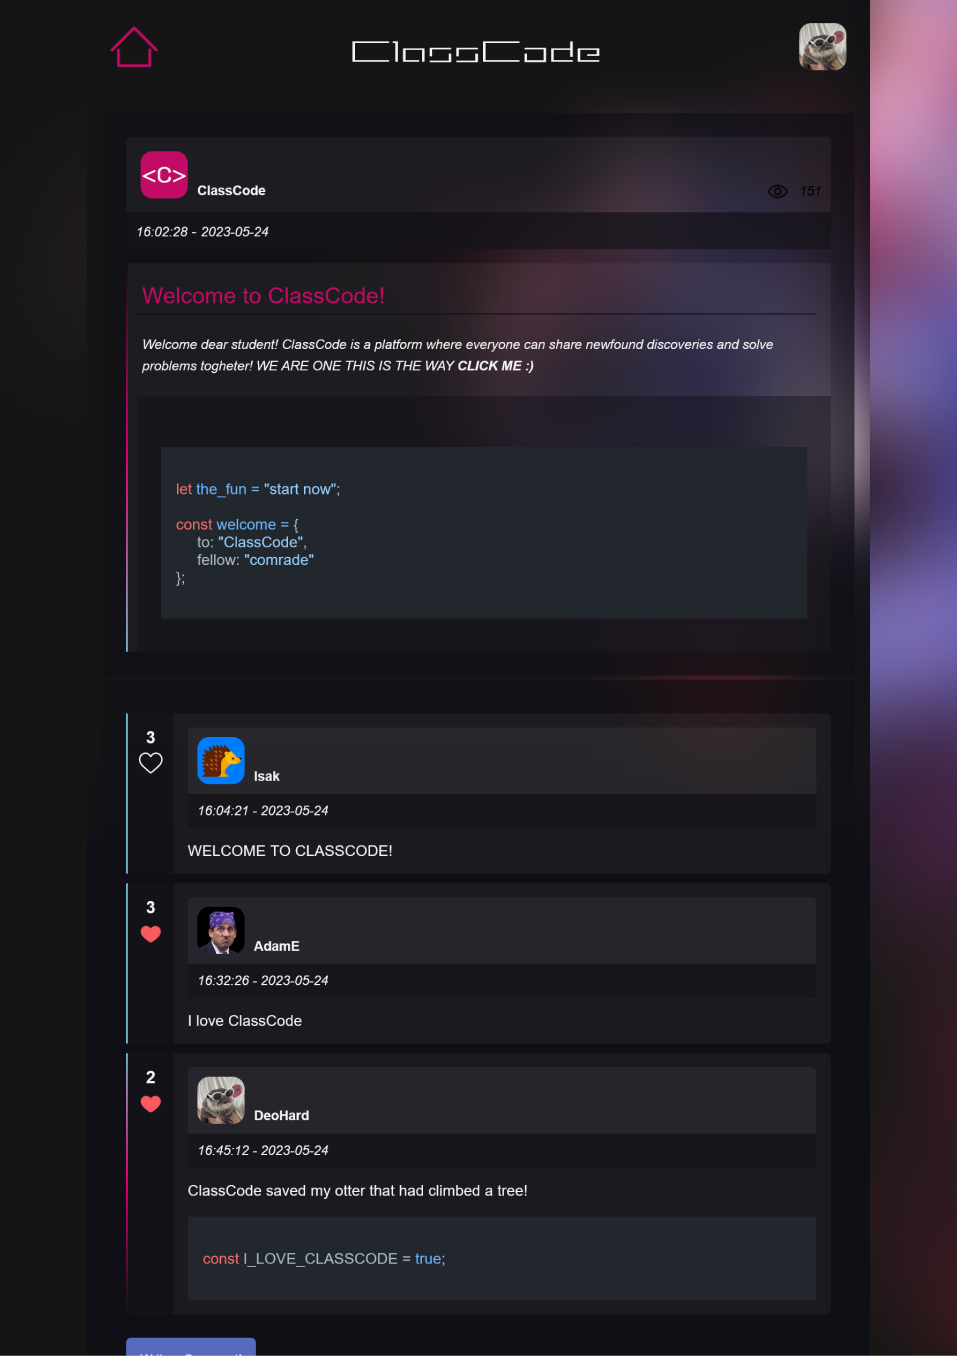 ClassCode
<C>
ClassCode
151
16:02:28 - 2023-05-24
Welcome to ClassCode!
Welcome dear student! ClassCode is a platform where everyone can share newfound discoveries and solve
problems togheter! WE ARE ONE THIS IS THE WAY CLICK ME :)
let the_fun = "start now";
const welcome = {
to: "ClassCode",
fellow: "comrade"
};
3
Isak
16:04:21 - 2023-05-24
WELCOME TO CLASSCODE!
3
AdamE
16:32:26 - 2023-05-24
I love ClassCode
2
DeoHard
16:45:12 - 2023-05-24
ClassCode saved my otter that had climbed a tree!
const I_LOVE_CLASSCODE = true;